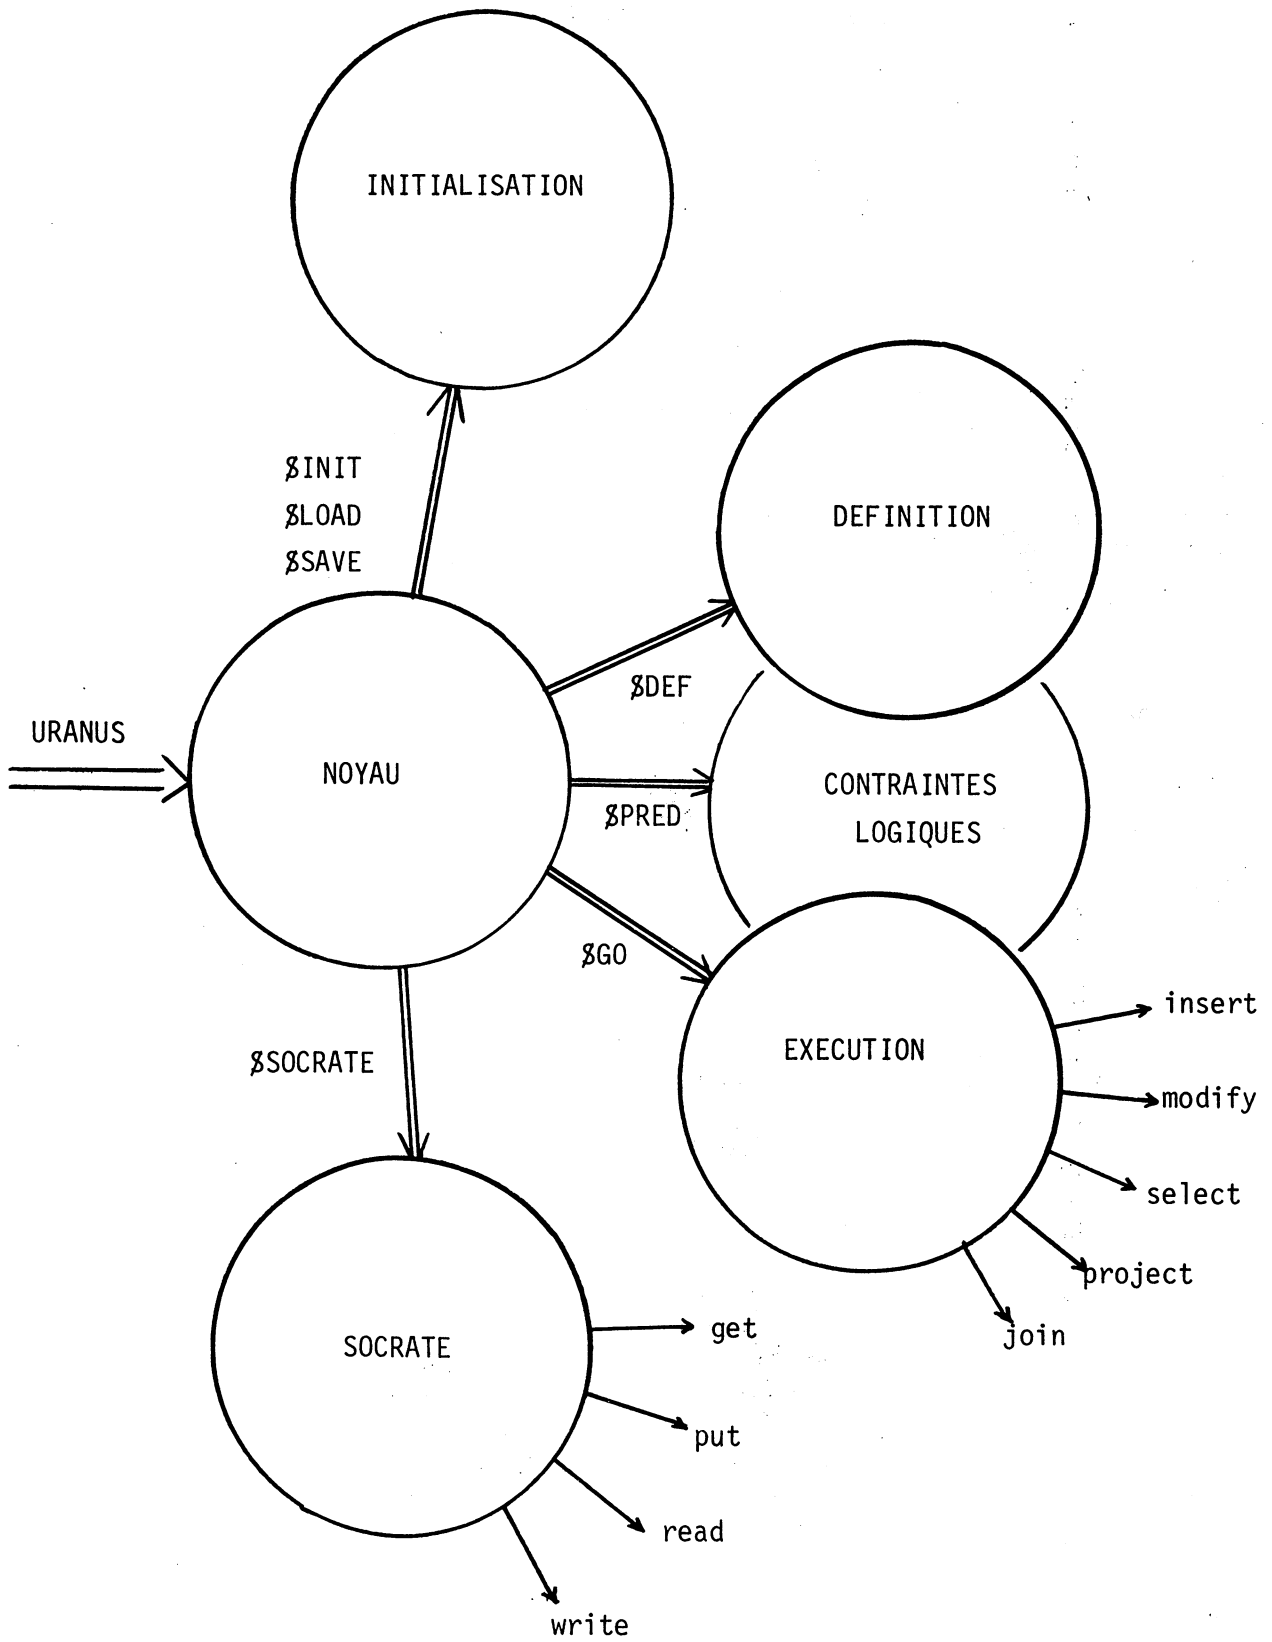 INITIALISATION
$INIT
$LOAD
$SAVE
DEFINITION
$DEF
URANUS
NOYAU
$PRED
CONTRAINTES
LOGIQUES
$GO
insert
EXECUTION
$SOCRATE
modify
select
project
join
get
SOCRATE
put
read
write